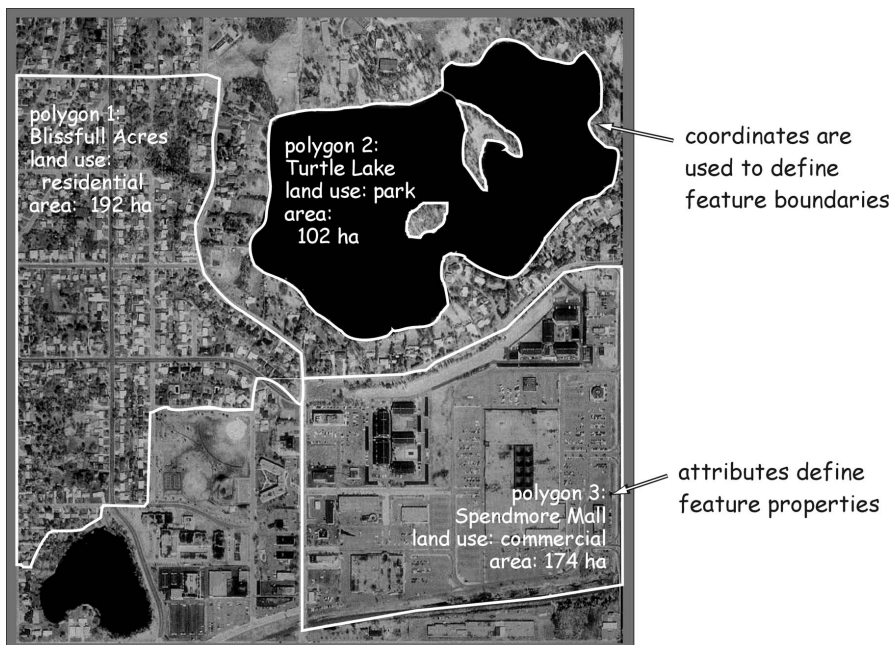 polygon 1:
Blissfull Acres
land use:
residential
area: 192 ha
polygon 2:
Turtle Lake
land use: park
area:
102 ha
coordinates are
used to define
feature boundaries
polygon 3:
Spendmore Mall
land use: commercial
area: 174 ha
attributes define
feature properties